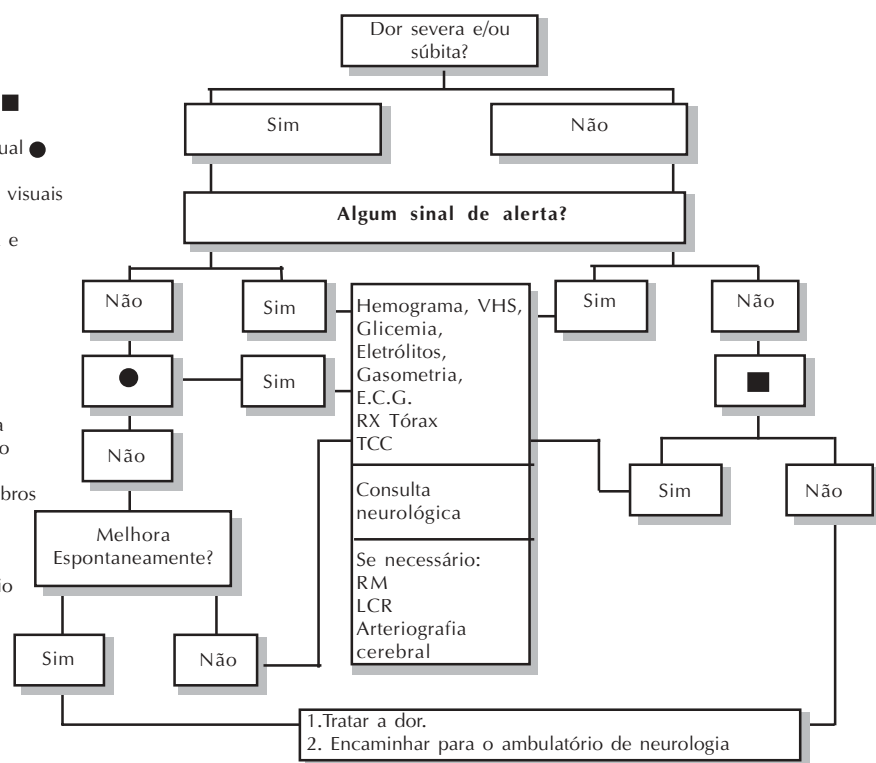 Dor severa e/ou
súbita?
Sim
Não
ual
visuais
e
Algum sinal de alerta?
Não
Sim
Sim
Não
Hemograma, VHS,
Glicemia,
Eletrólitos,
Gasometria,
E.C.G.
RX Tórax
TCC
Sim
Não
a
o
bros
io
Consulta
neurológica
Sim
Não
Melhora
Espontaneamente?
Se necessário:
RM
LCR
Arteriografia
cerebral
Sim
Não
1.Tratar a dor.
2. Encaminhar para o ambulatório de neurologia